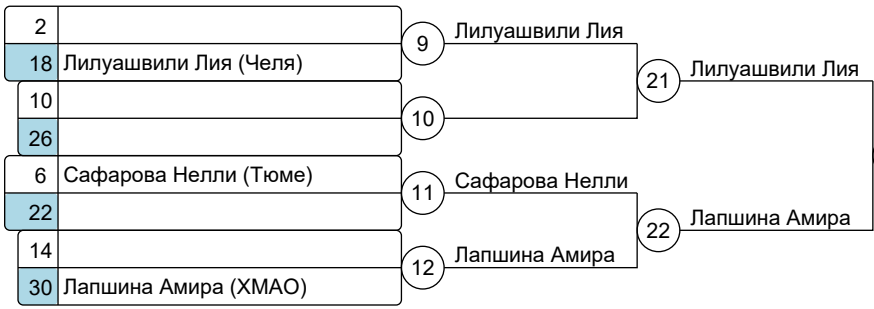 2
9
Лилуашвили Лия
18 Лилуашвили Лия (Челя)
21
Лилуашвили Лия
10
10
26
6 Сафарова Нелли (Тюме)
11
Сафарова Нелли
22
22
Лапшина Амира
14
12
Лапшина Амира
30 Лапшина Амира (ХМАО)